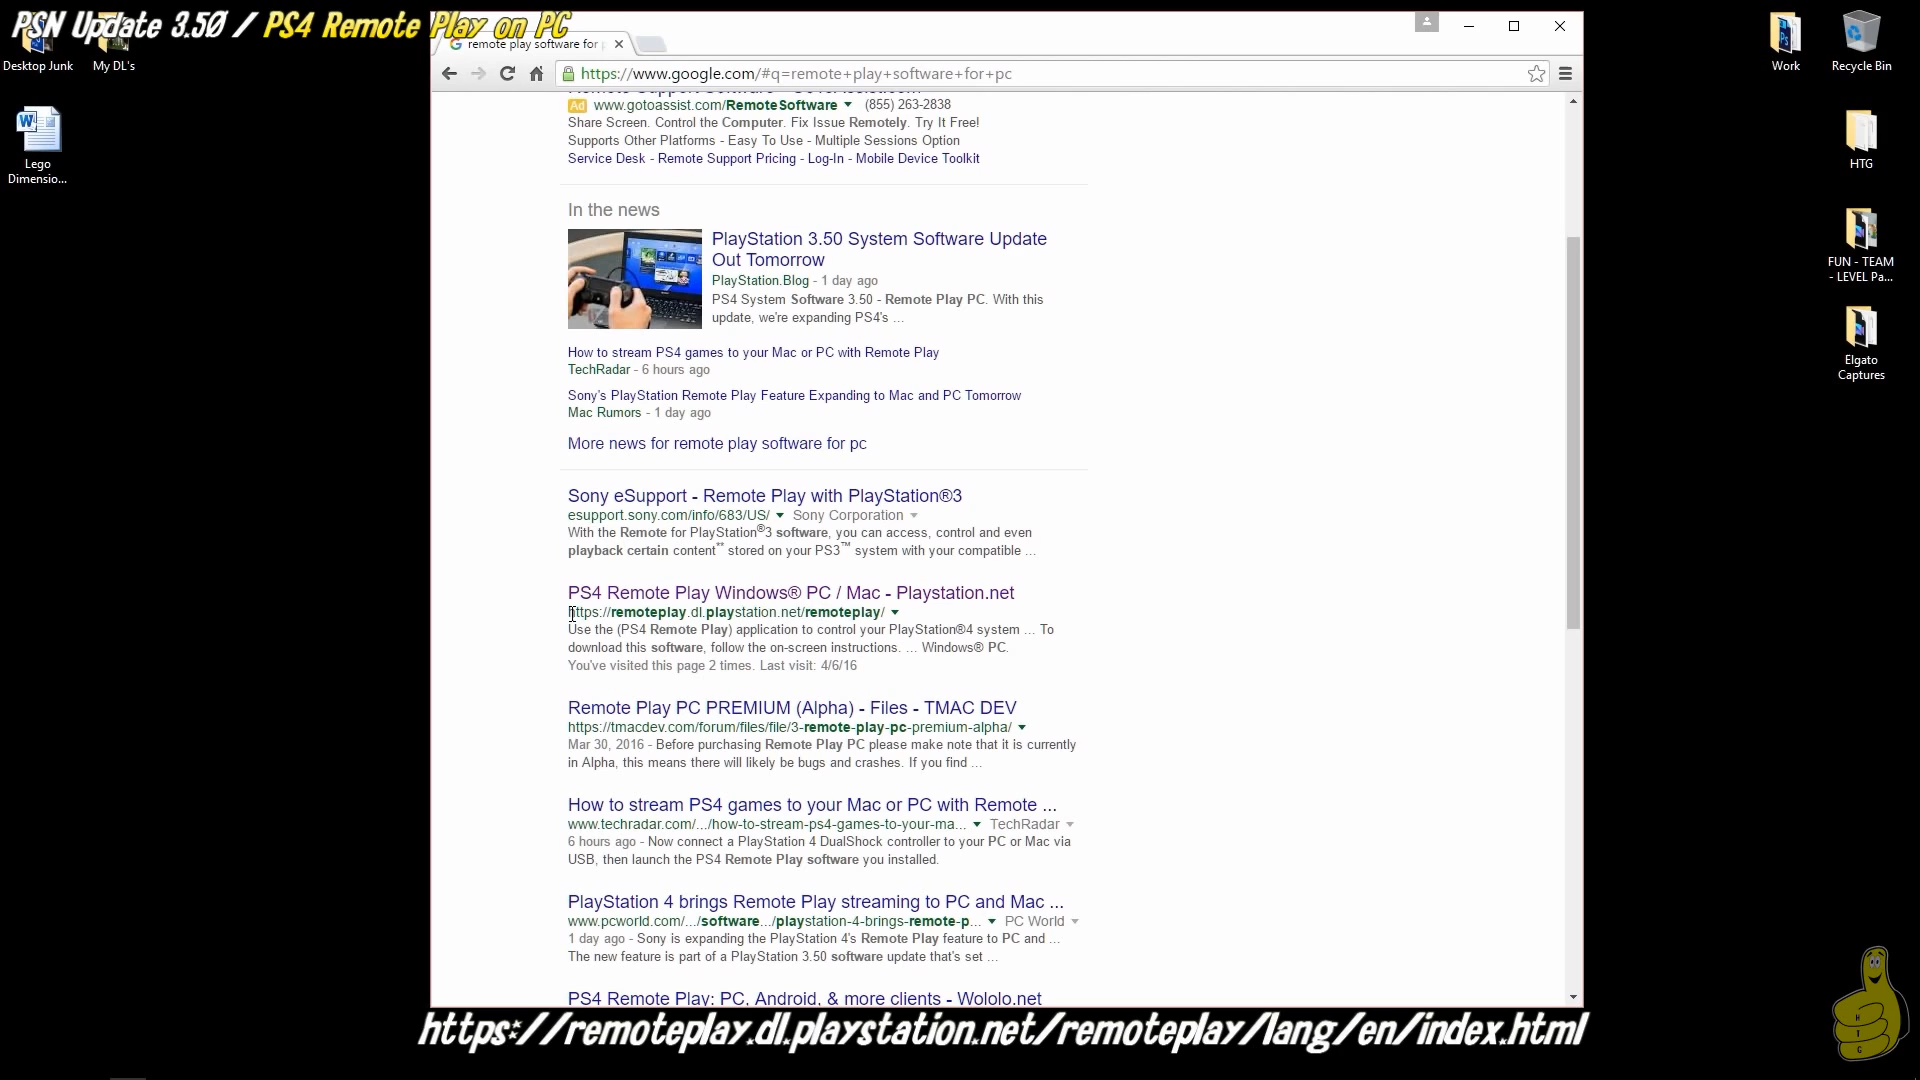 PSN Update 3.50 / PS4 Remote Play on PC
Desktop Junk
My DL's
Lego
Dimensio...
Work
Recycle Bin
HTG
FUN - TEAM
- LEVEL Pa...
Elgato
Captures
remote play software for p
https://www.google.com/#q=remote+play+software+for+pc
Ad www.gotoassist.com/RemoteSoftware (855) 263-2838
Share Screen. Control the Computer. Fix Issue Remotely. Try It Free!
Supports Other Platforms - Easy To Use - Multiple Sessions Option
Service Desk - Remote Support Pricing - Log-In - Mobile Device Toolkit
In the news
PlayStation 3.50 System Software Update
Out Tomorrow
PlayStation.Blog - 1 day ago
PS4 System Software 3.50 - Remote Play PC. With this
update, we're expanding PS4's ...
How to stream PS4 games to your Mac or PC with Remote Play
TechRadar - 6 hours ago
Sony's PlayStation Remote Play Feature Expanding to Mac and PC Tomorrow
Mac Rumors - 1 day ago
More news for remote play software for pc
Sony eSupport - Remote Play with PlayStation®3
esupport.sony.com/info/683/US/ Sony Corporation
With the Remote for PlayStation®3 software, you can access, control and even
playback certain content** stored on your PS3™ system with your compatible ...
PS4 Remote Play Windows® PC / Mac - Playstation.net
https://remoteplay.dl.playstation.net/remoteplay/
Use the (PS4 Remote Play) application to control your PlayStation®4 system ... To
download this software, follow the on-screen instructions. ... Windows® PC.
You've visited this page 2 times. Last visit: 4/6/16
Remote Play PC PREMIUM (Alpha) - Files - TMAC DEV
https://tmacdev.com/forum/files/file/3-remote-play-pc-premium-alpha/
Mar 30, 2016 - Before purchasing Remote Play PC please make note that it is currently
in Alpha, this means there will likely be bugs and crashes. If you find ...
How to stream PS4 games to your Mac or PC with Remote ...
www.techradar.com/.../how-to-stream-ps4-games-to-your-ma... TechRadar
6 hours ago - Now connect a PlayStation 4 DualShock controller to your PC or Mac via
USB, then launch the PS4 Remote Play software you installed.
PlayStation 4 brings Remote Play streaming to PC and Mac ...
www.pcworld.com/.../software.../playstation-4-brings-remote-p... PC World
1 day ago - Sony is expanding the PlayStation 4's Remote Play feature to PC and ...
The new feature is part of a PlayStation 3.50 software update that's set ...
PS4 Remote Play: PC, Android, & more clients - Wololo.net
https://remoteplay.dl.playstation.net/remoteplay/lang/en/index.html
H
T
G